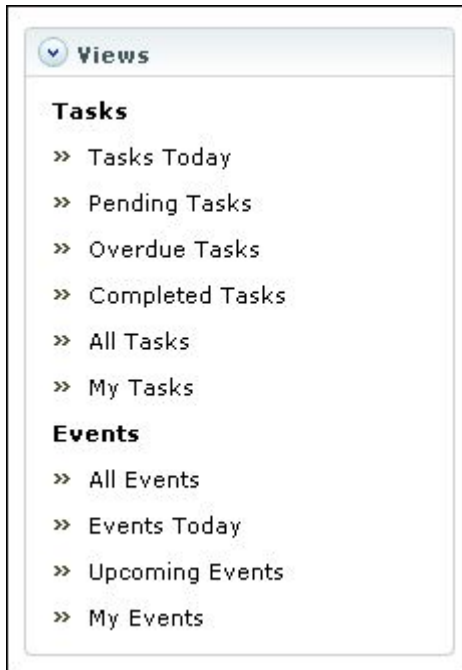 Views
Tasks
» Tasks Today
» Pending Tasks
» Overdue Tasks
» Completed Tasks
» All Tasks
» My Tasks
Events
» All Events
» Events Today
» Upcoming Events
» My Events